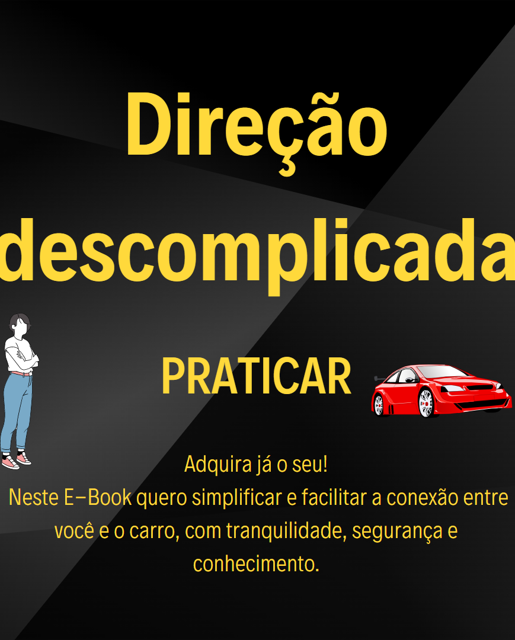 Direção
descomplicada
PRATICAR
Adquira já o seu!
Neste E-Book quero simplificar e facilitar a conexão entre
você e o carro, com tranquilidade, segurança e
conhecimento.